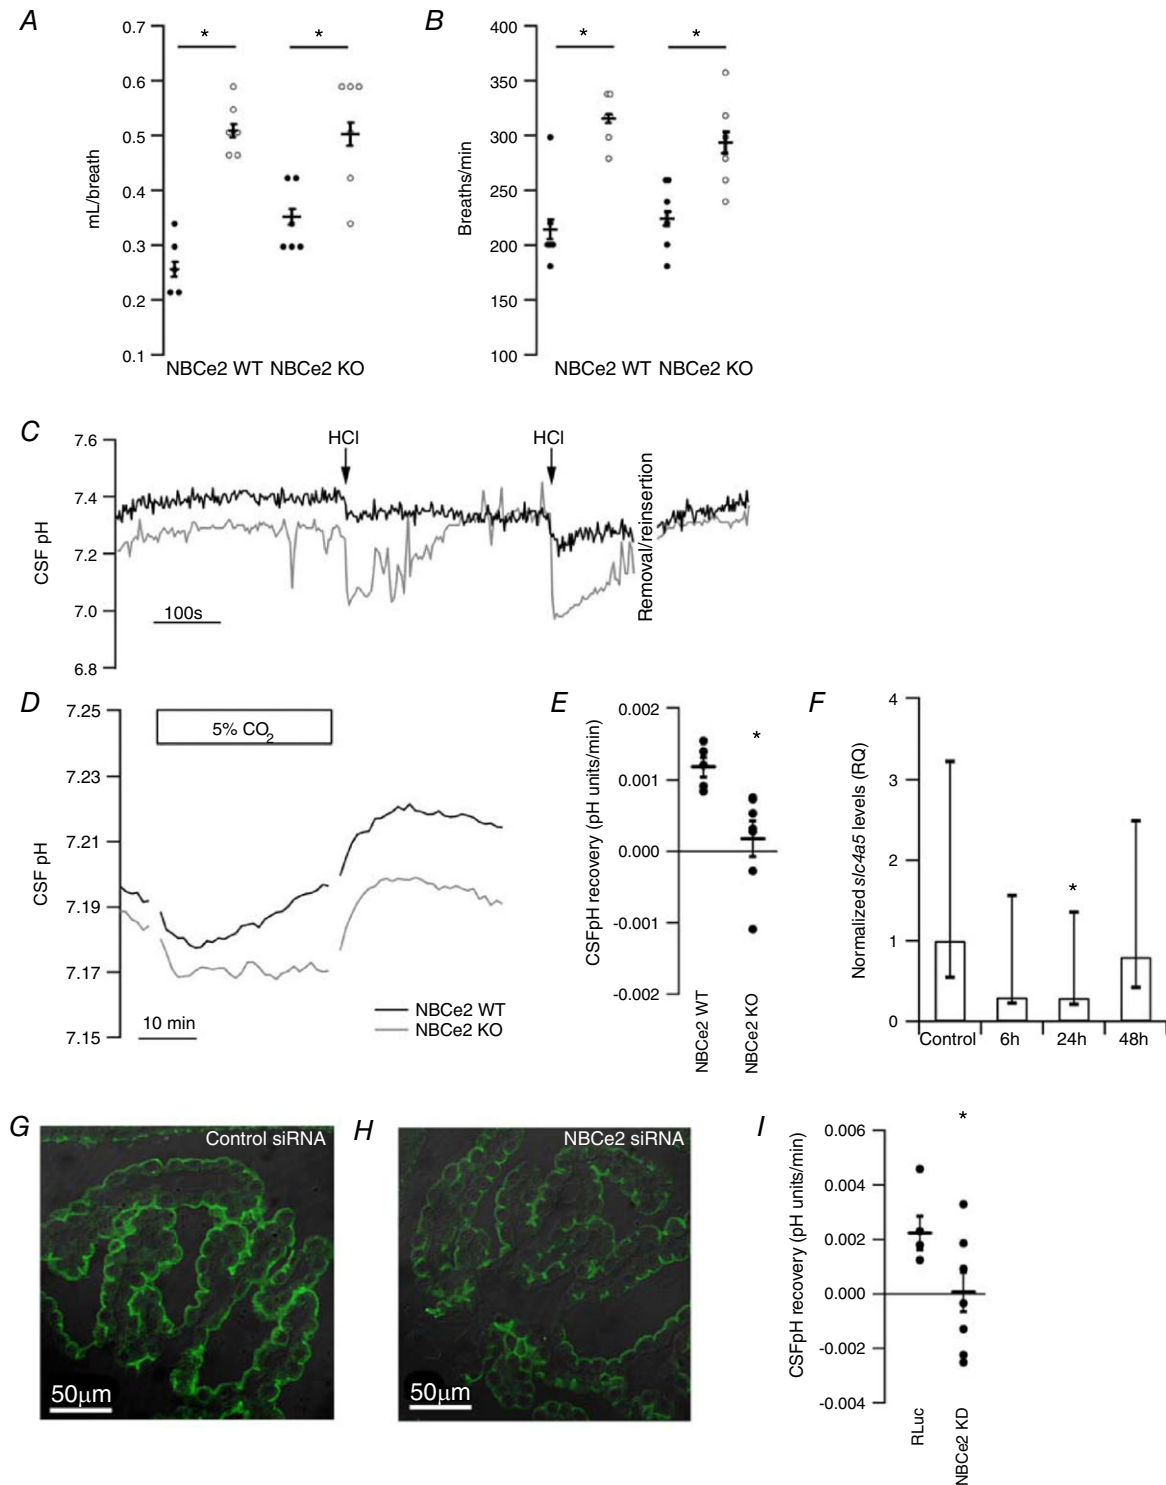 A
mL/breath
0.7
0.6
0.5
0.4
0.3
0.2
0.1
*
*
NBCe2 WT NBCe2 KO
B
Breaths/min
400
350
300
250
200
150
100
*
*
NBCe2 WT NBCe2 KO
C
CSF pH
7.6
7.4
7.2
7.0
6.8
HCl
HCl
Removal/reinsertion
100s
D
CSF pH
7.25
7.23
7.21
7.19
7.17
7.15
5% CO2
NBCe2 WT
NBCe2 KO
10 min
E
CSFpH recovery (pH units/min)
0.002
0.001
0.000
-0.001
-0.002
*
NBCe2 WT
NBCe2 KO
F
Normalized slc4a5 levels (RQ)
4
3
2
1
0
*
Control 6h 24h 48h
G
Control siRNA
50μm
H
NBCe2 siRNA
50μm
I
CSFpH recovery (pH units/min)
0.006
0.004
0.002
0.000
-0.002
-0.004
*
RLuc
NBCe2 KD